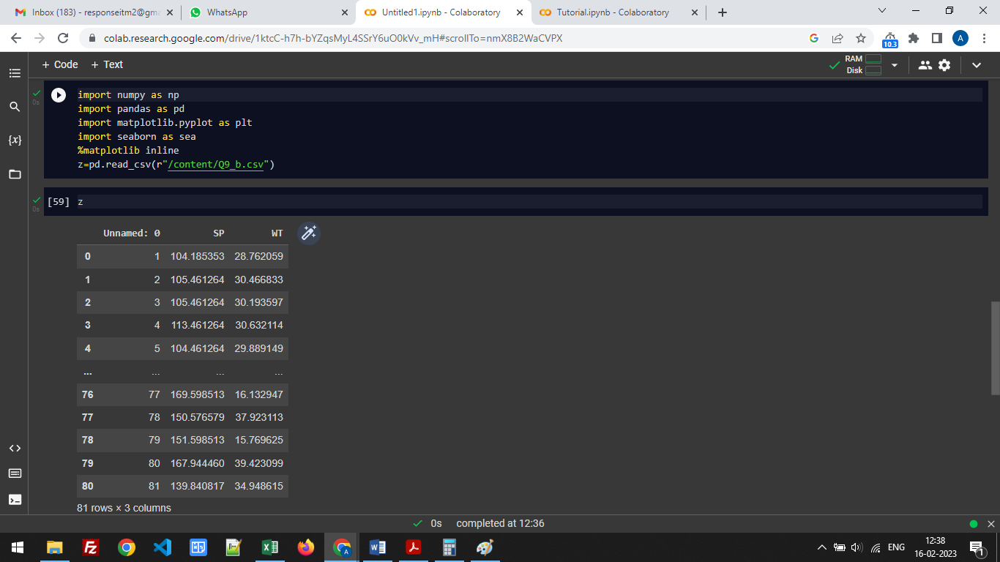 Inbox (183) - responseitm2@gma
WhatsApp
Untitled1.ipynb - Colaboratory
Tutorial.ipynb - Colaboratory
colab.research.google.com/drive/1ktcC-h7h-bYZqsMyL4SSrY6uO0kVv_mH#scrollTo=nmX8B2WaCVPX
10.3
A
+ Code + Text
RAM
Disk
0s
import numpy as np
import pandas as pd
import matplotlib.pyplot as plt
import seaborn as sea
%matplotlib inline
z=pd.read_csv(r"/content/Q9_b.csv")
{x}
[59] z
0s
Unnamed: 0 SP WT
0 1 104.185353 28.762059
1 2 105.461264 30.466833
2 3 105.461264 30.193597
3 4 113.461264 30.632114
4 5 104.461264 29.889149
... ... ... ...
76 77 169.598513 16.132947
77 78 150.576579 37.923113
78 79 151.598513 15.769625
79 80 167.944460 39.423099
80 81 139.840817 34.948615
81 rows × 3 columns
0s completed at 12:36
A
ENG
12:38
16-02-2023
1